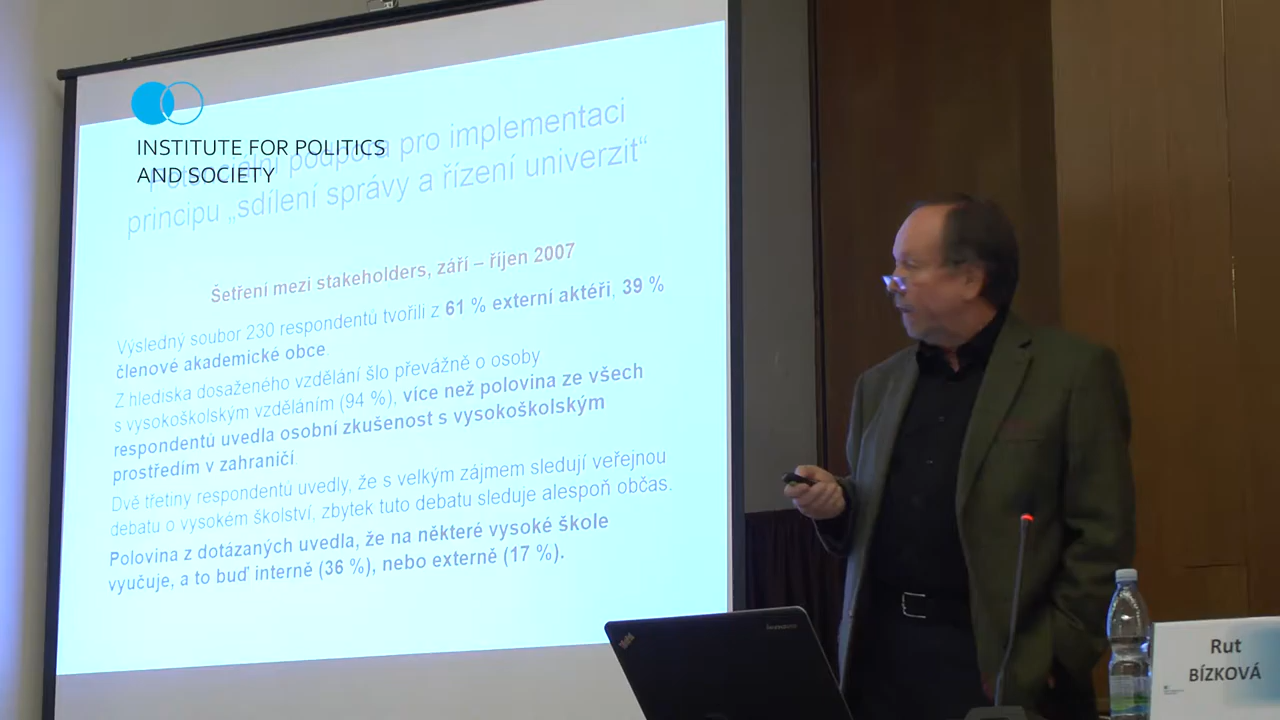 INSTITUTE FOR POLITICS
AND SOCIETY
podpora pro implementaci
principu „sdílení správy a řízení univerzit“
Šetření mezi stakeholders, září – říjen 2007
Výsledný soubor 230 respondentů tvořili z 61 % externí aktéři, 39 %
členové akademické obce.
Z hlediska dosaženého vzdělání šlo převážně o osoby
s vysokoškolským vzděláním (94 %), více než polovina ze všech
respondentů uvedla osobní zkušenost s vysokoškolským
prostředím v zahraničí.
Dvě třetiny respondentů uvedly, že s velkým zájmem sledují veřejnou
debatu o vysokém školství, zbytek tuto debatu sleduje alespoň občas.
Polovina z dotázaných uvedla, že na některé vysoké škole
vyučuje, a to buď interně (36 %), nebo externě (17 %).
lenovo
Rut
BÍZKOVÁ